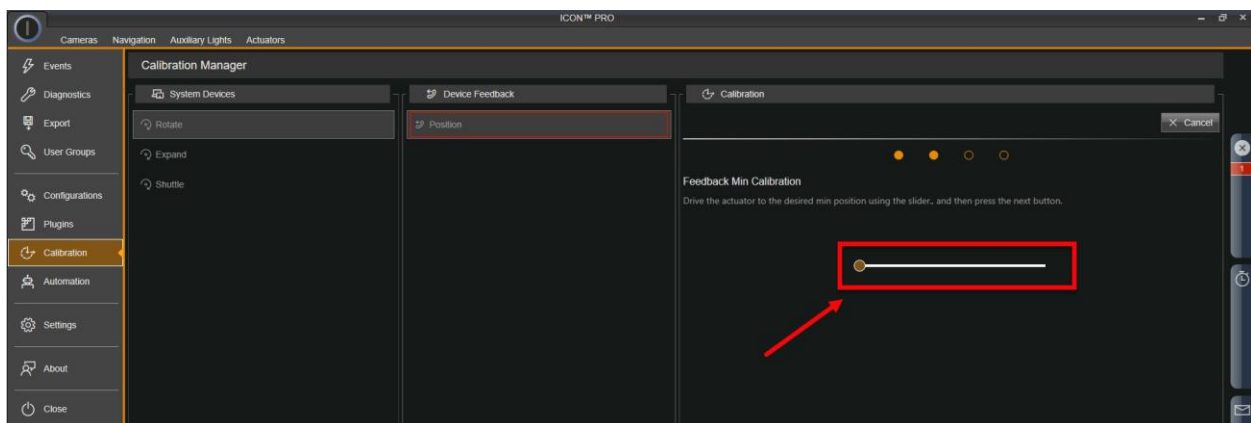 ICON™ PRO
Cameras Navigation Auxiliary Lights Actuators
Events
Diagnostics
Export
User Groups
Configurations
Plugins
Calibration
Automation
Settings
About
Close
Calibration Manager
System Devices
Rotate
Expand
Shuttle
Device Feedback
Position
Calibration
Cancel
Feedback Min Calibration
Drive the actuator to the desired min position using the slider., and then press the next button.
1